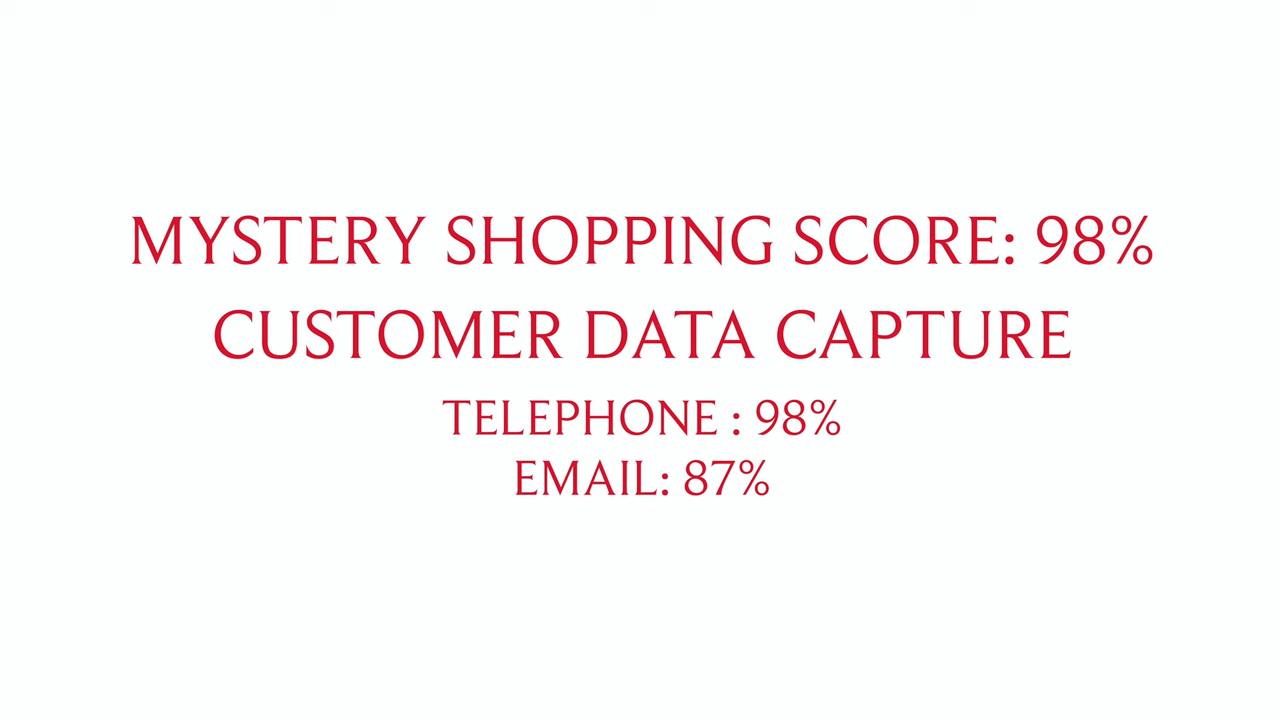 MYSTERY SHOPPING SCORE: 98%
CUSTOMER DATA CAPTURE
TELEPHONE : 98%
EMAIL: 87%